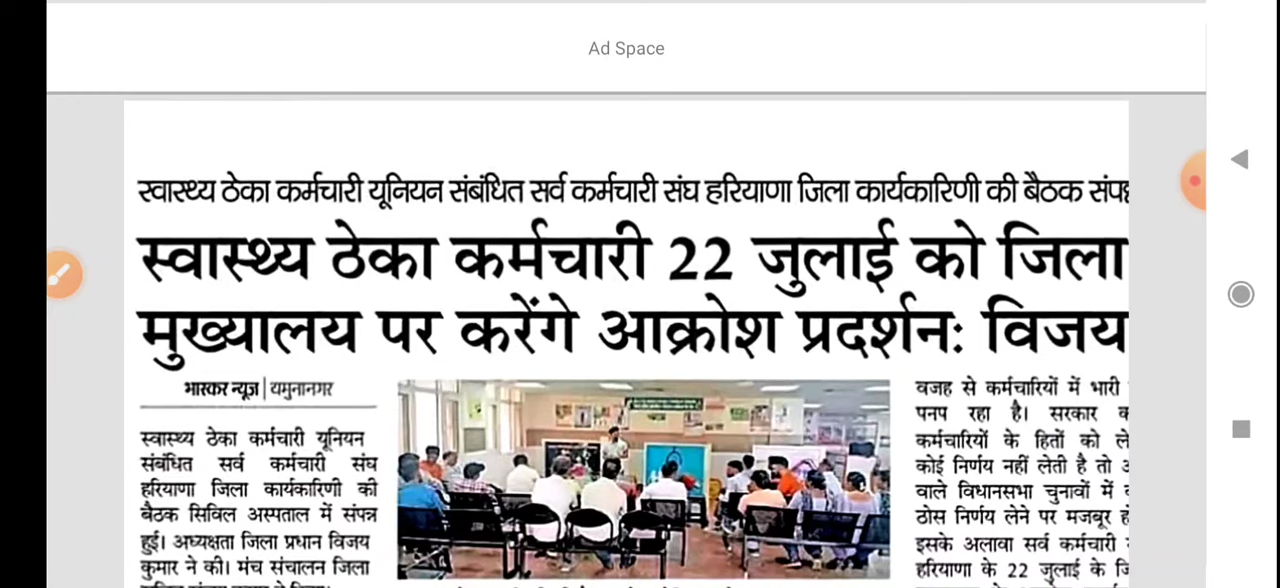 Ad Space
स्वास्थ्य ठेका कर्मचारी यूनियन संबंधित सर्व कर्मचारी संघ हरियाणा जिला कार्यकारिणी की बैठक
स्वास्थ्य ठेका कर्मचारी 22 जुलाई को जिला
मुख्यालय पर करेंगे आक्रोश प्रदर्शन: विजय
भास्कर न्यूज | यमुनानगर
स्वास्थ्य ठेका कर्मचारी यूनियन
संबंधित सर्व कर्मचारी संघ
हरियाणा जिला कार्यकारिणी की
बैठक सिविल अस्पताल में संपन्न
हुई। अध्यक्षता जिला प्रधान विजय
कुमार ने की। मंच संचालन जिला
वजह से कर्मचारियों में भारी
पनप रहा है। सरकार
कर्मचारियों के हितों को
कोई निर्णय नहीं लेती है तो
वाले विधानसभा चुनावों में
ठोस निर्णय लेने पर मजबूर
इसके अलावा सर्व कर्मचारी
हरियाणा के 22 जुलाई के